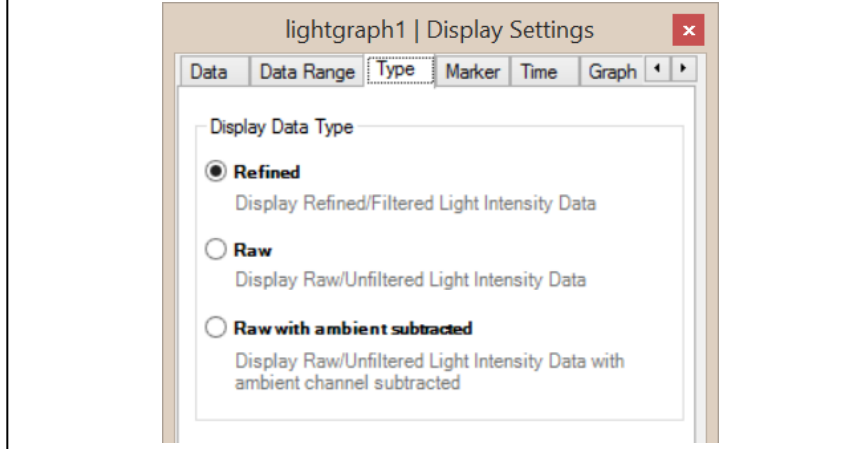 lightgraph1 | Display Settings
Data Data Range Type Marker Time Graph
Display Data Type
Refined
Display Refined/Filtered Light Intensity Data
Raw
Display Raw/Unfiltered Light Intensity Data
Raw with ambient subtracted
Display Raw/Unfiltered Light Intensity Data with
ambient channel subtracted